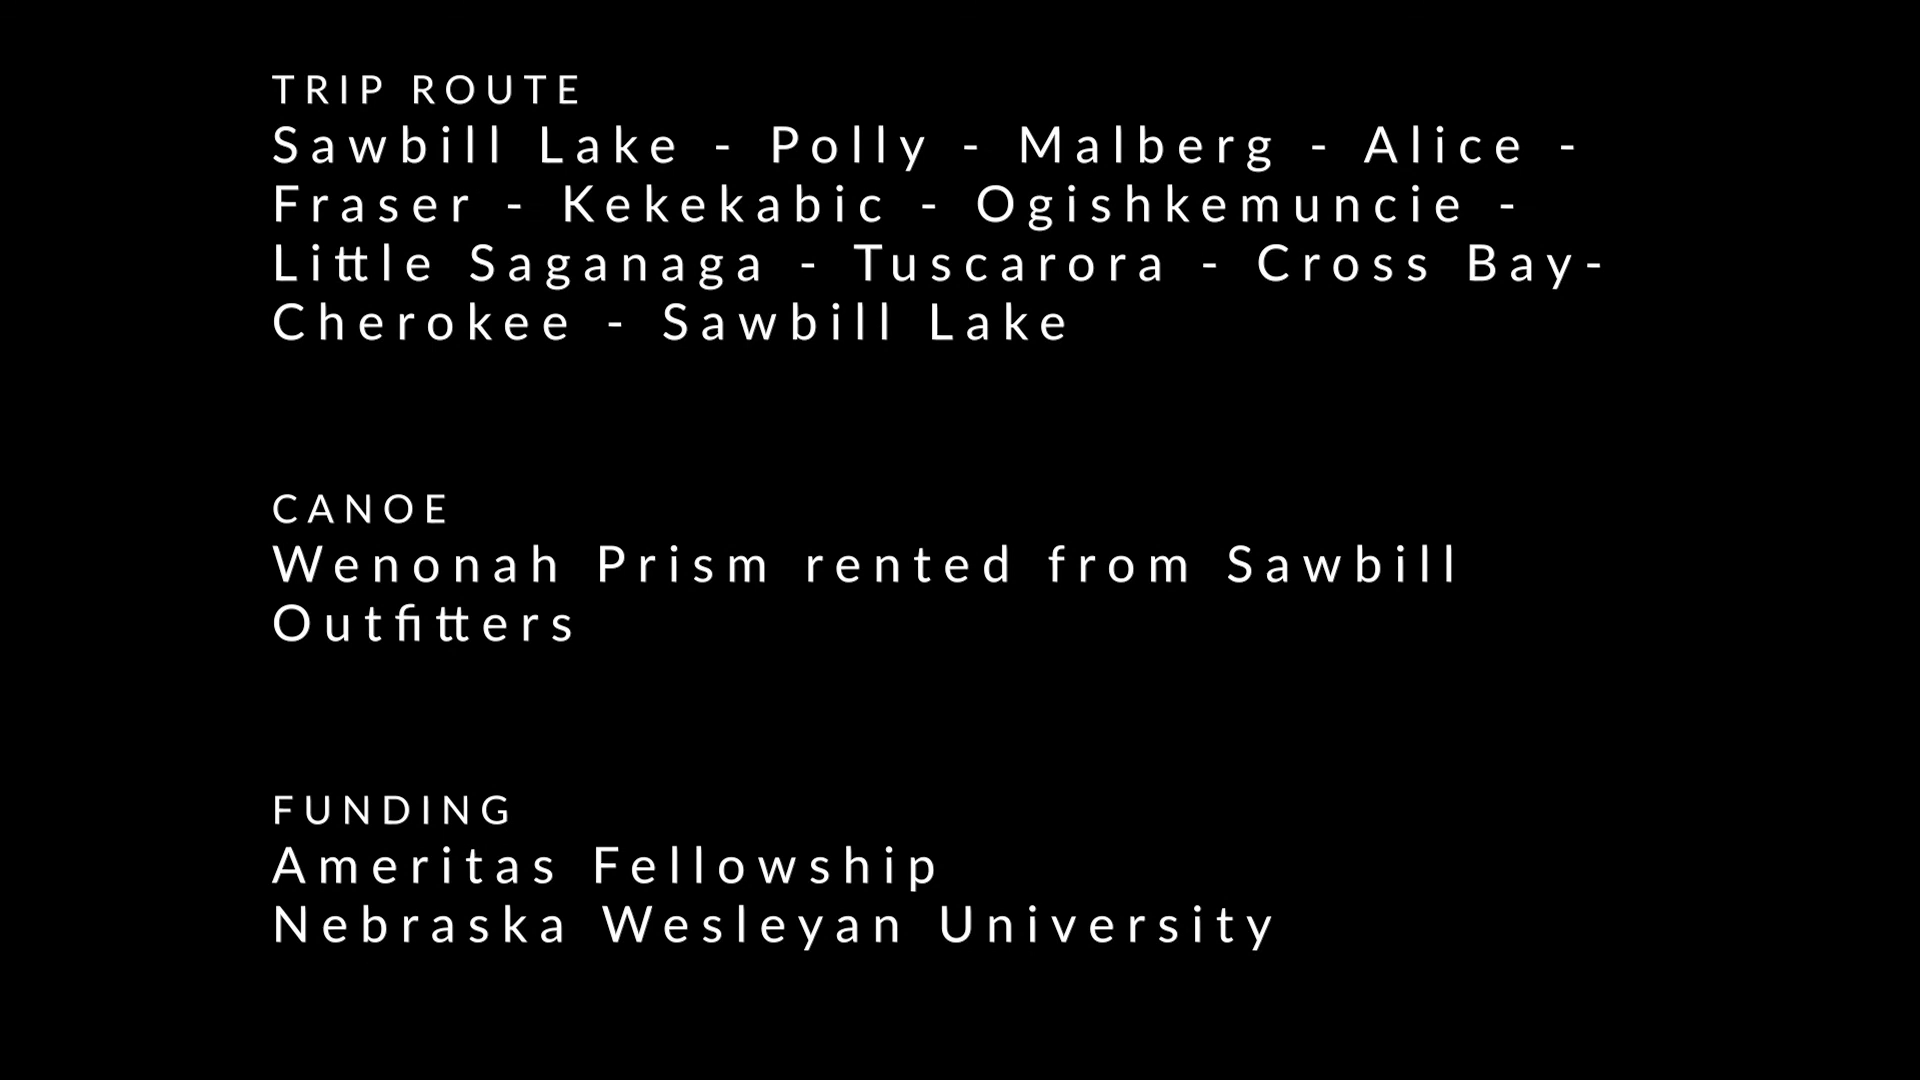 TRIP ROUTE
Sawbill Lake - Polly - Malberg - Alice -
Fraser - Kekekabic - Ogishkemuncie -
Little Saganaga - Tuscarora - Cross Bay-
Cherokee - Sawbill Lake
CANOE
Wenonah Prism rented from Sawbill
Outfitters
FUNDING
Ameritas Fellowship
Nebraska Wesleyan University